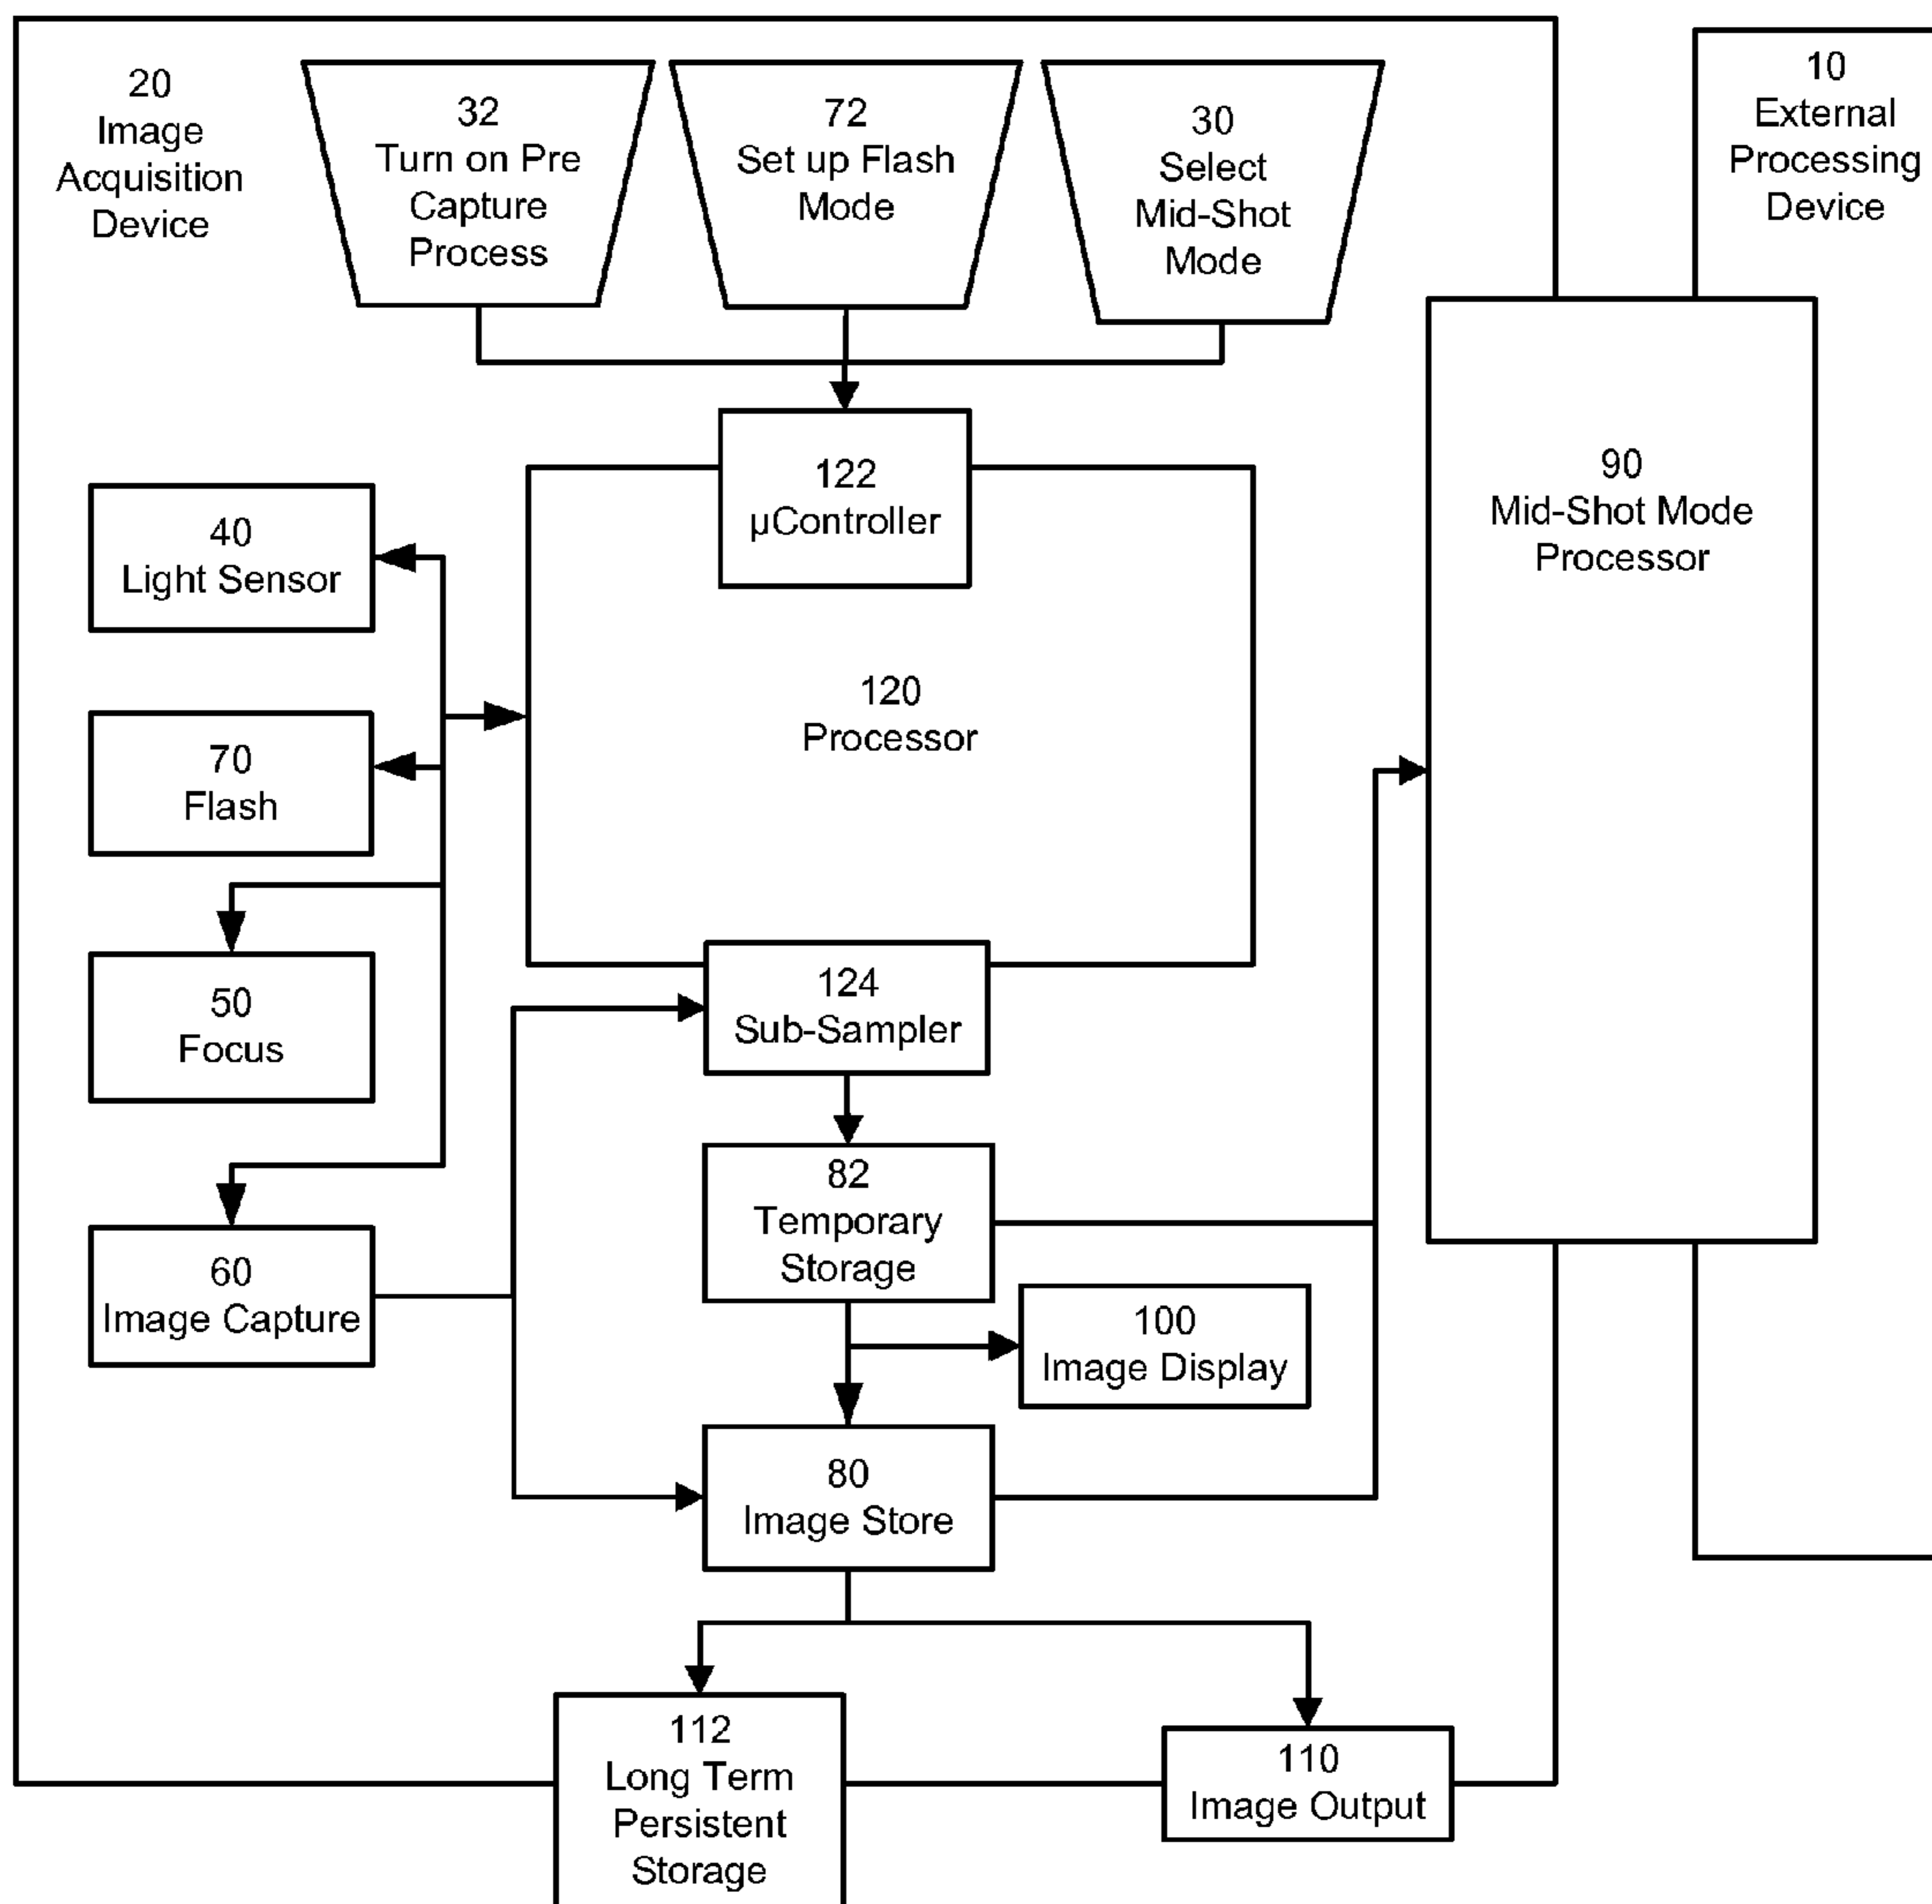 20
Image
Acquisition
Device
32
Turn on Pre
Capture
Process
72
Set up Flash
Mode
30
Select
Mid-Shot
Mode
10
External
Processing
Device
122
µController
90
Mid-Shot Mode
Processor
40
Light Sensor
120
Processor
70
Flash
50
Focus
124
Sub-Sampler
82
Temporary
Storage
60
Image Capture
100
Image Display
80
Image Store
112
Long Term
Persistent
Storage
110
Image Output